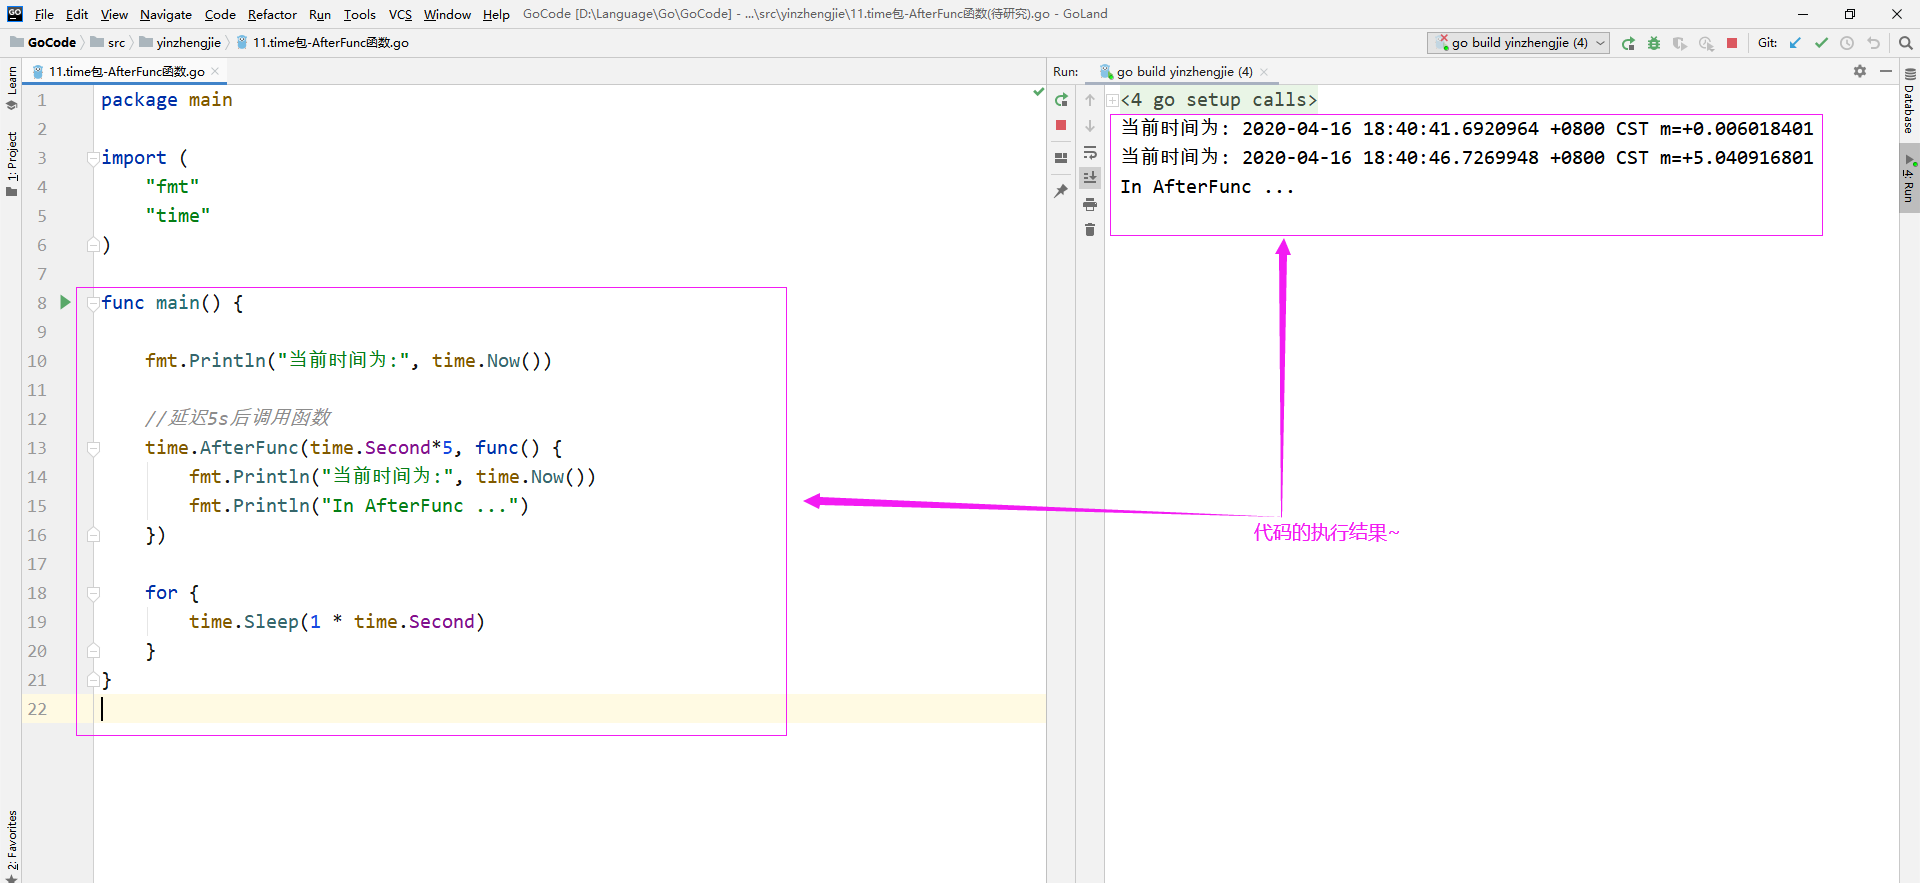 File Edit View Navigate Code Refactor Run Tools VCS Window Help GoCode [D:\Language\Go\GoCode] - ...\src\yinzhengjie\11.time包-AfterFunc函数(待研究).go - GoLand
GoCode src yinzhengjie 11.time包-AfterFunc函数.go go build yinzhengjie (4) Git:
Learn
1: Project
2: Favorites
11.time包-AfterFunc函数.go
1 package main
2
3 import (
4 "fmt"
5 "time"
6 )
7
8 func main() {
9
10 fmt.Println("当前时间为:", time.Now())
11
12 //延迟5s后调用函数
13 time.AfterFunc(time.Second*5, func() {
14 fmt.Println("当前时间为:", time.Now())
15 fmt.Println("In AfterFunc ...")
16 })
17
18 for {
19 time.Sleep(1 * time.Second)
20 }
21 }
22
Run: go build yinzhengjie (4)
<4 go setup calls>
当前时间为: 2020-04-16 18:40:41.6920964 +0800 CST m=+0.006018401
当前时间为: 2020-04-16 18:40:46.7269948 +0800 CST m=+5.040916801
In AfterFunc ...
代码的执行结果~
Database
4: Run